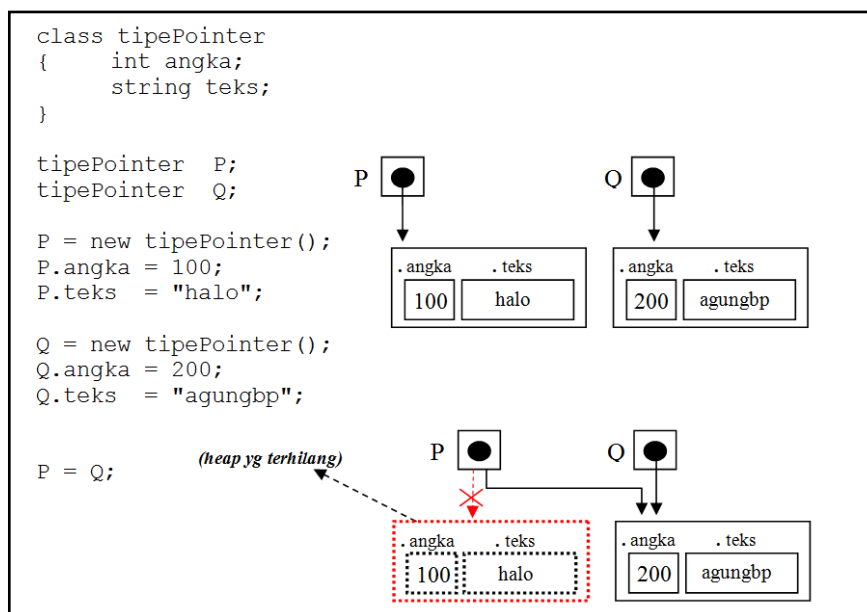 class tipePointer
{     int angka;
      string teks;
}
tipePointer  P;
tipePointer  Q;
P = new tipePointer();
P.angka = 100;
P.teks  = "halo";
Q = new tipePointer();
Q.angka = 200;
Q.teks  = "agungbp";
P = Q;
P
Q
. angka . teks
100 halo
. angka . teks
200 agungbp
(heap yg terhilang)
P
Q
. angka . teks
100 halo
. angka . teks
200 agungbp